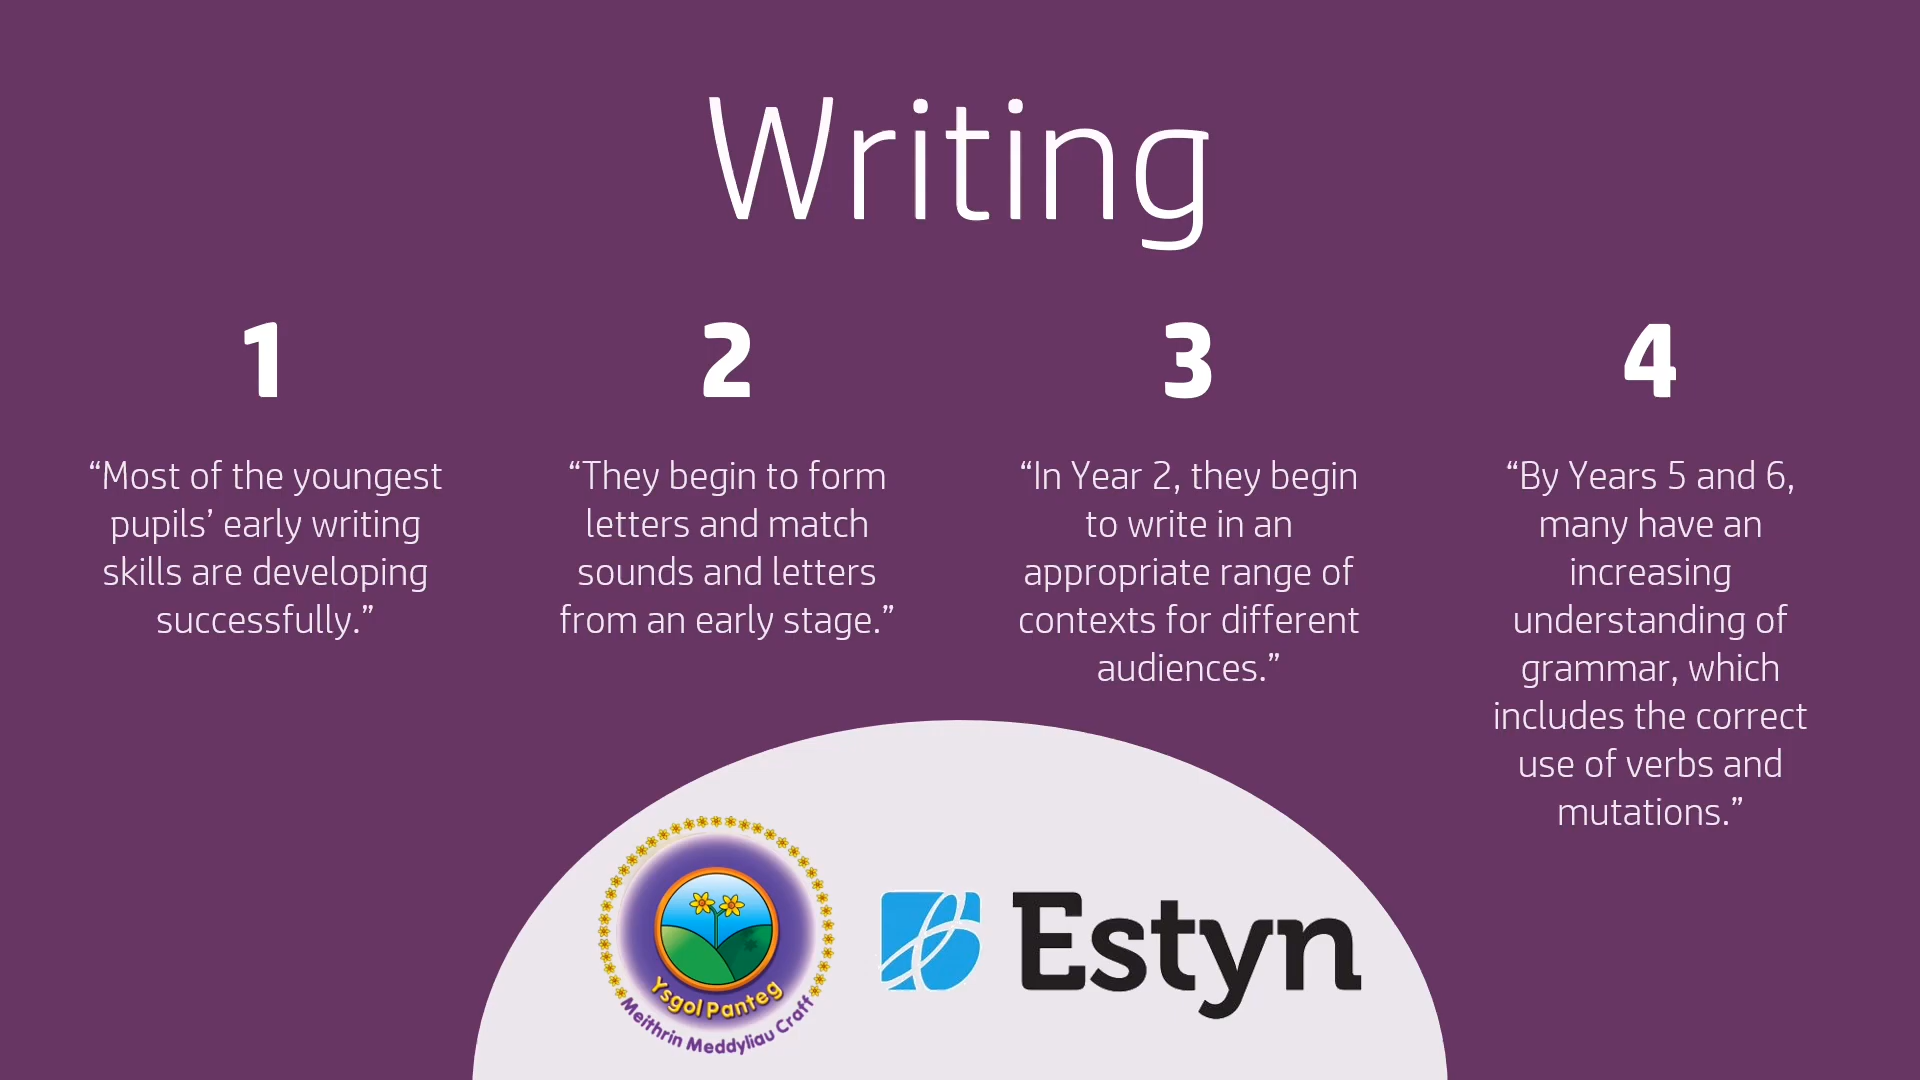 Writing
1
“Most of the youngest
pupils’ early writing
skills are developing
successfully.”
2
“They begin to form
letters and match
sounds and letters
from an early stage.”
3
“In Year 2, they begin
to write in an
appropriate range of
contexts for different
audiences.”
4
“By Years 5 and 6,
many have an
increasing
understanding of
grammar, which
includes the correct
use of verbs and
mutations.”
Ysgol Panteg
Meithrin Meddyliau Craff
Estyn